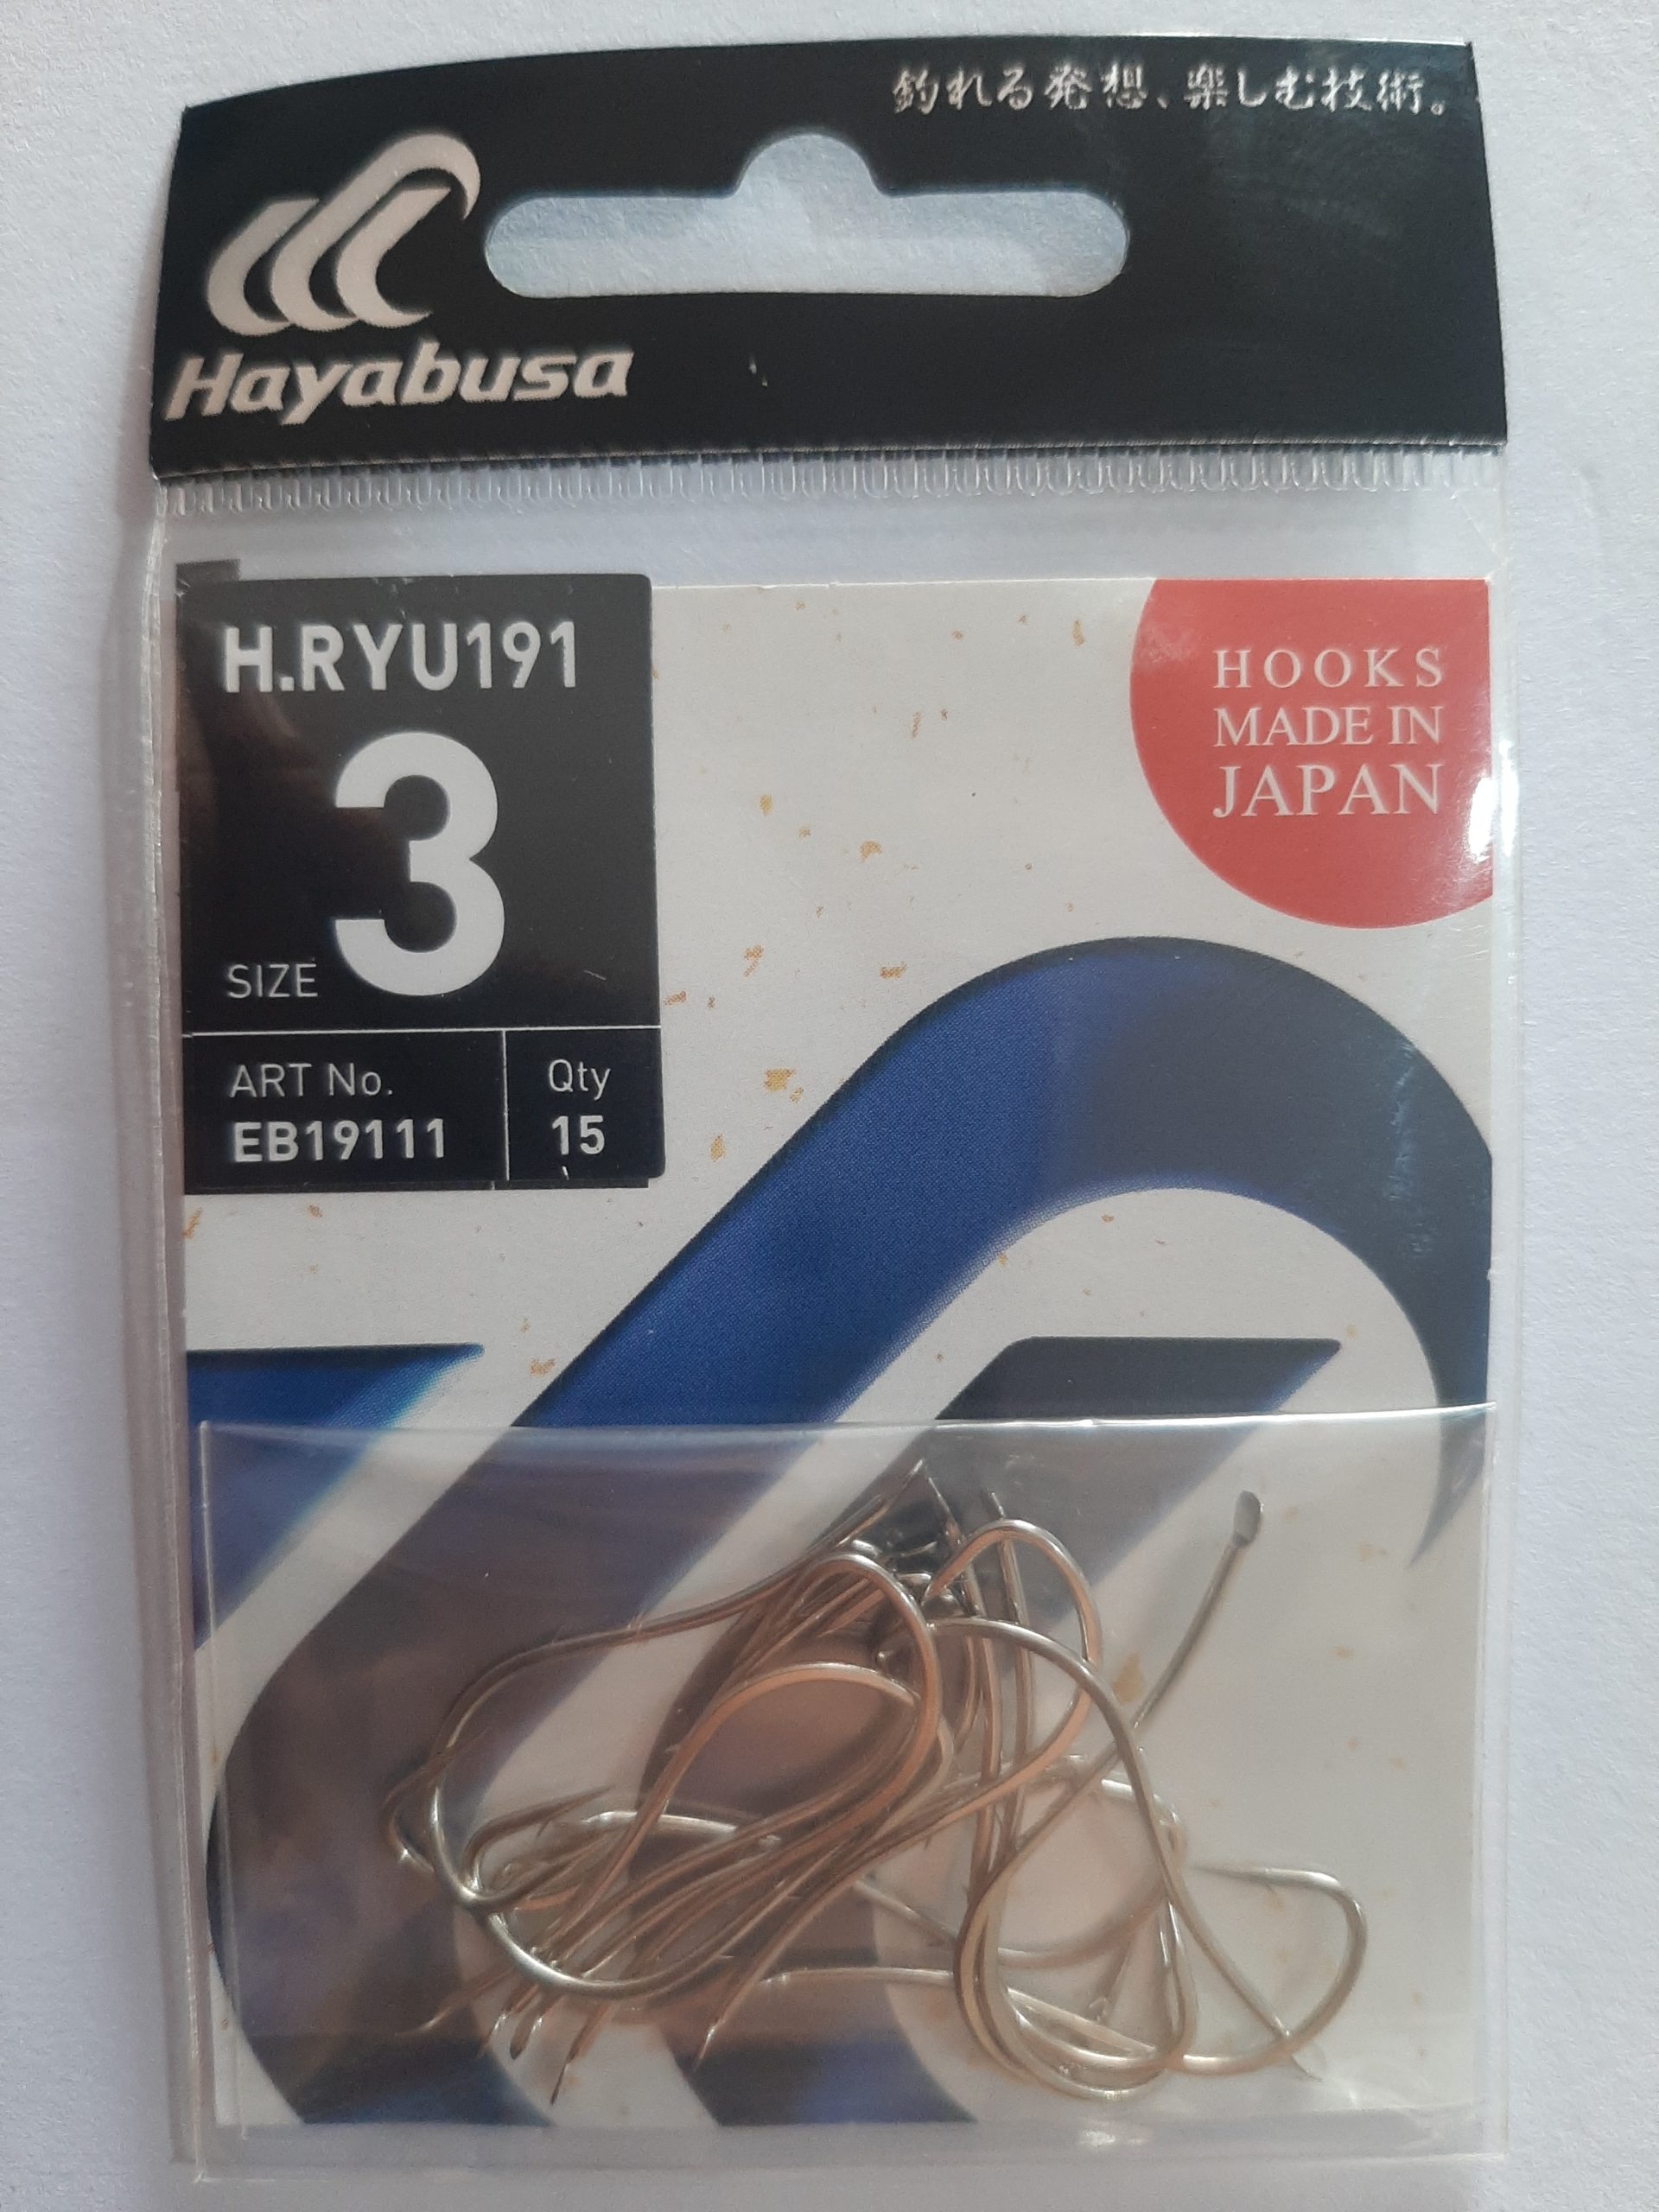 釣れる発想、楽しむ技術。
Hayabusa
H.RYU191
SIZE 3
ART No.
EB19111
Qty
15
HOOKS
MADE IN
JAPAN